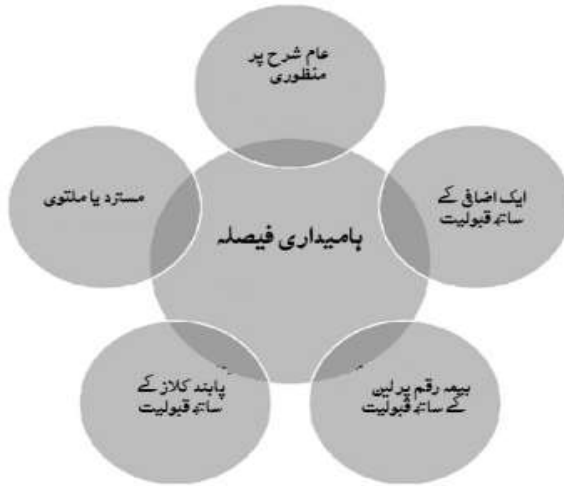 عام شرح پر
منظوری
ایک اضافی کے
ساتھ قبولیت
مسترد یا ملتوی
ہامیداری فیصلہ
بیمہ رقم پر لین
کے ساتھ قبولیت
پابند کلاز کے
ساتھ قبولیت